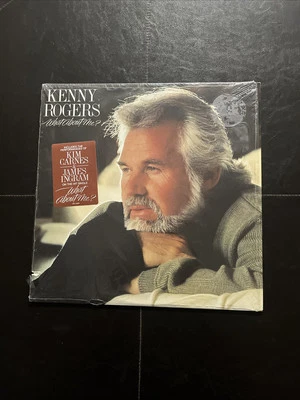 KENNY
ROGERS
What About Me?
KIM
CARNES
JAMES
INGRAM
What
About Me?